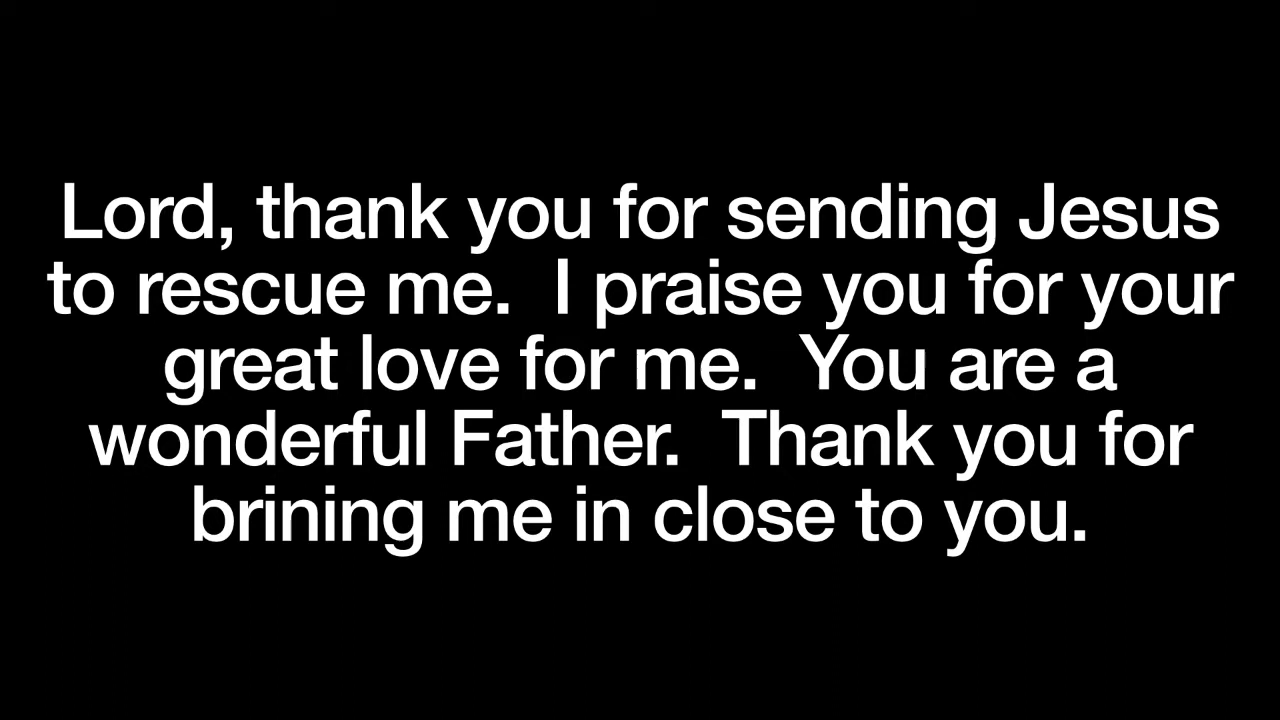 Lord, thank you for sending Jesus
to rescue me.  I praise you for your
great love for me.  You are a
wonderful Father.  Thank you for
brining me in close to you.